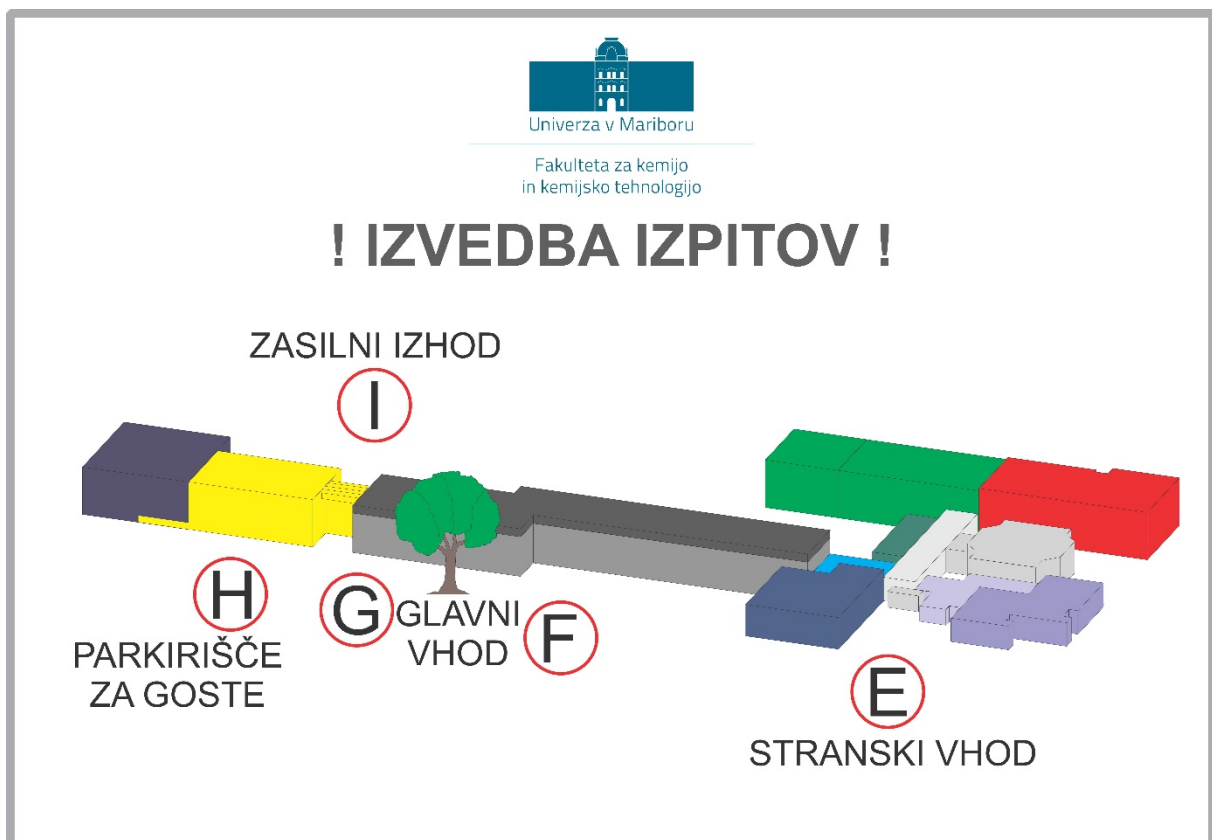 Univerza v Mariboru
Fakulteta za kemijo
in kemijsko tehnologijo
! IZVEDBA IZPITOV !
ZASILNI IZHOD
I
H
PARKIRIŠČE
ZA GOSTE
G
GLAVNI
VHOD
F
E
STRANSKI VHOD